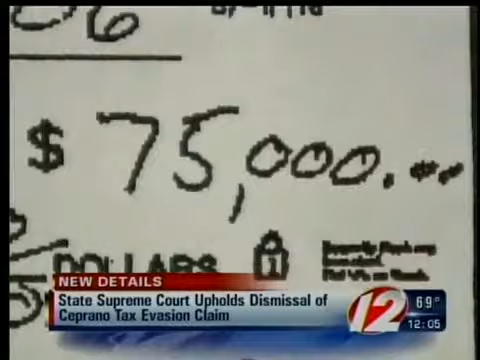 06
$ 75,000.
DOLLARS
NEW DETAILS
State Supreme Court Upholds Dismissal of
Ceprano Tax Evasion Claim
12
69°
12:05